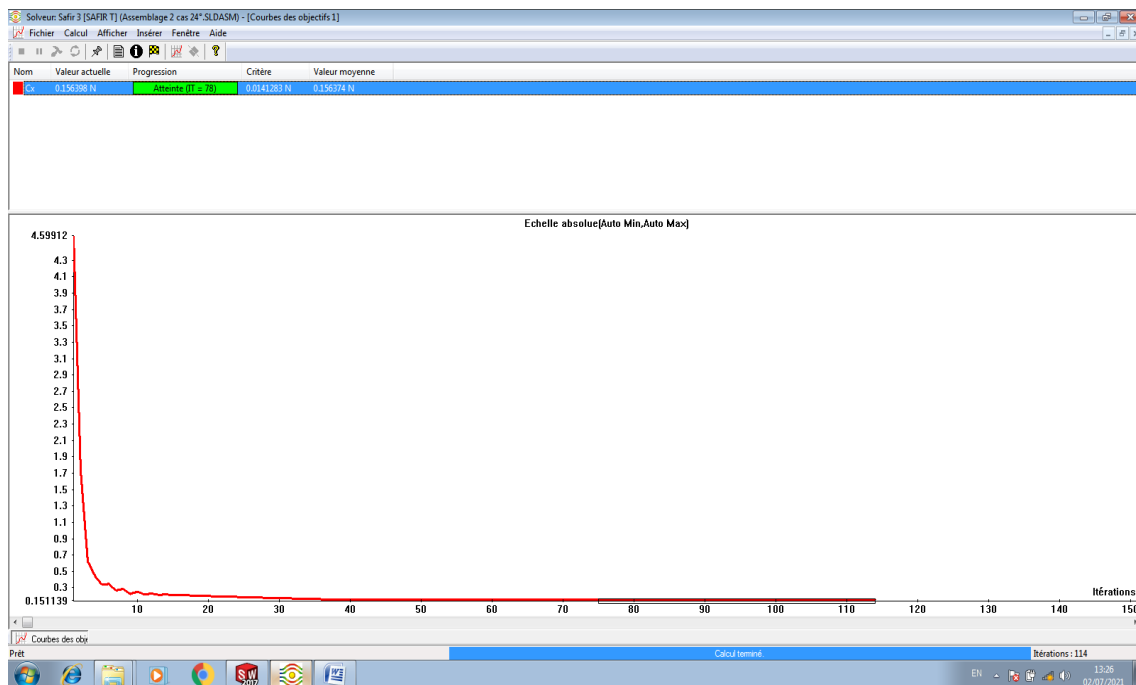 Solveur: Safir 3 [SAFIR T] (Assemblage 2 cas 24°.SLDASM) - [Courbes des objectifs 1]
Fichier Calcul Afficher Insérer Fenêtre Aide
Nom Valeur actuelle Progression Critère Valeur moyenne
Cx 0.156398 N Atteinte (IT = 78) 0.0141283 N 0.156374 N
Echelle absolue(Auto Min,Auto Max)
4.59912
4.3
4.1
3.9
3.7
3.5
3.3
3.1
2.9
2.7
2.5
2.3
2.1
1.9
1.7
1.5
1.3
1.1
0.9
0.7
0.5
0.3
0.151139
Itérations
10 20 30 40 50 60 70 80 90 100 110 120 130 140 150
Courbes des obje
Prêt Calcul terminé. Itérations : 114
SW 2017 W EN 13:26
02/07/2021